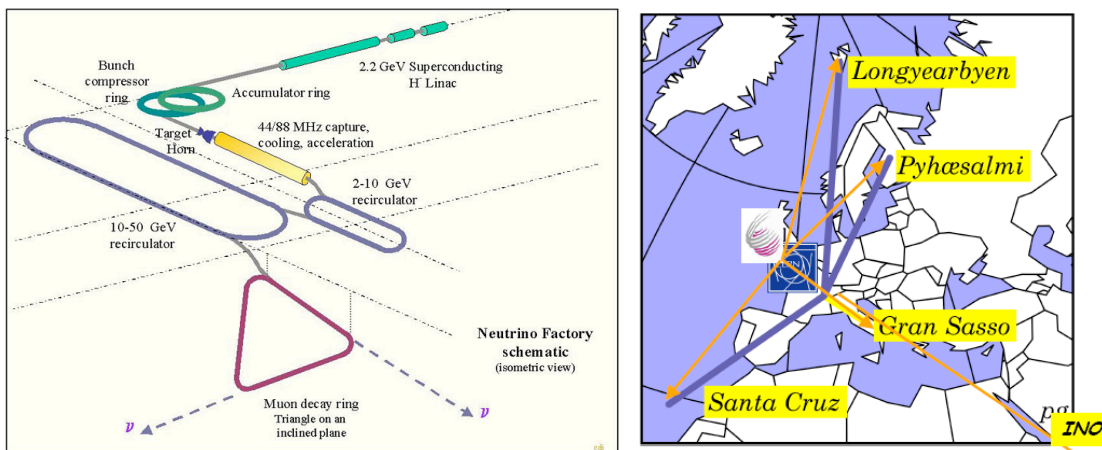 2.2 GeV Superconducting
H⁻ Linac
Bunch
compressor
ring
Accumulator ring
Target
Horn
44/88 MHz capture,
cooling, acceleration
2-10 GeV
recirculator
10-50 GeV
recirculator
Neutrino Factory
schematic
(isometric view)
Muon decay ring
Triangle on an
inclined plane
ν
ν
Longyearbyen
Pyhæsalmi
Gran Sasso
Santa Cruz
INO